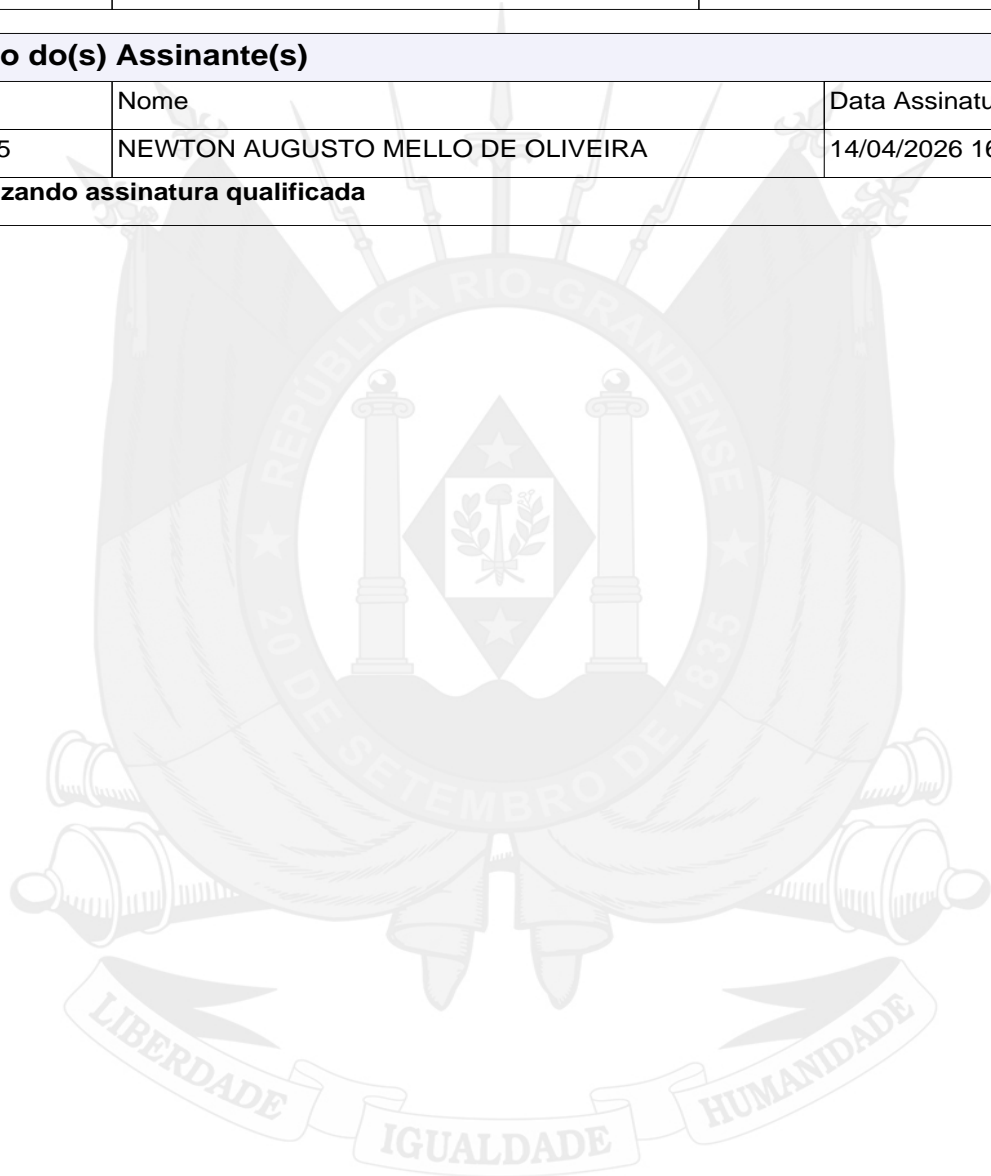 o do(s) Assinante(s)
Nome Data Assinatu
5 NEWTON AUGUSTO MELLO DE OLIVEIRA 14/04/2026 16
zando assinatura qualificada
REPÚBLICA RIO-GRANDENSE
20 DE SETEMBRO DE 1835
LIBERDADE IGUALDADE HUMANIDADE